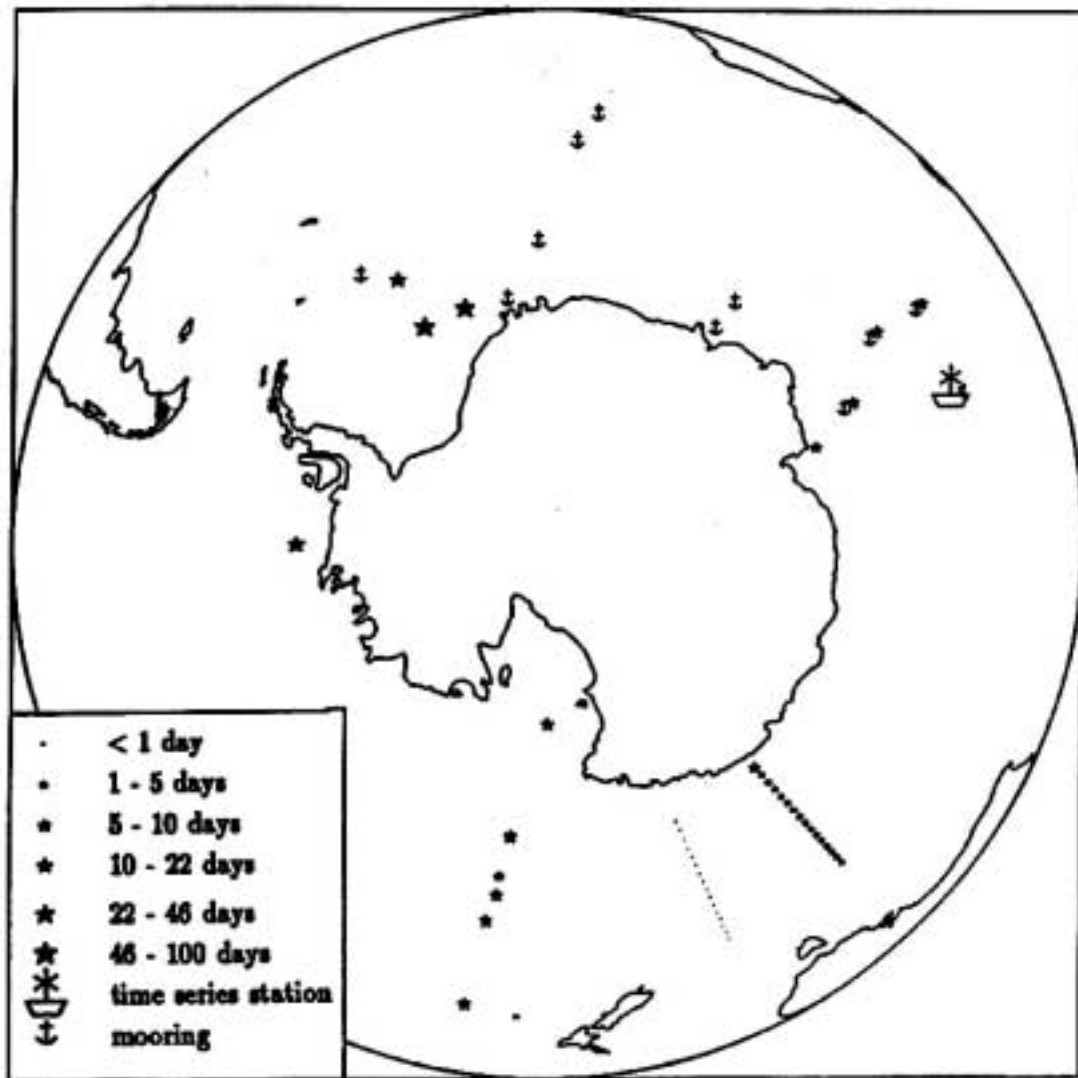 < 1 day
1 - 5 days
5 - 10 days
10 - 22 days
22 - 46 days
46 - 100 days
time series station
mooring